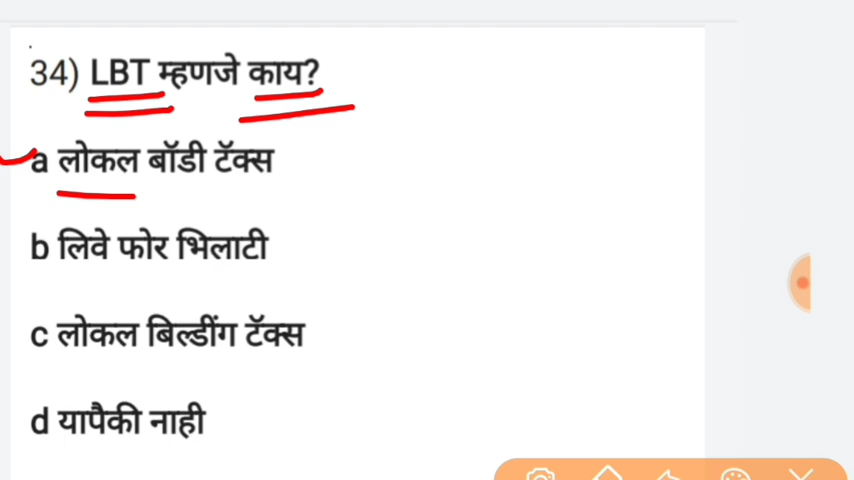 34) LBT म्हणजे काय?
a लोकल बॉडी टॅक्स
b लिवे फोर भिलाटी
c लोकल बिल्डींग टॅक्स
d यापैकी नाही